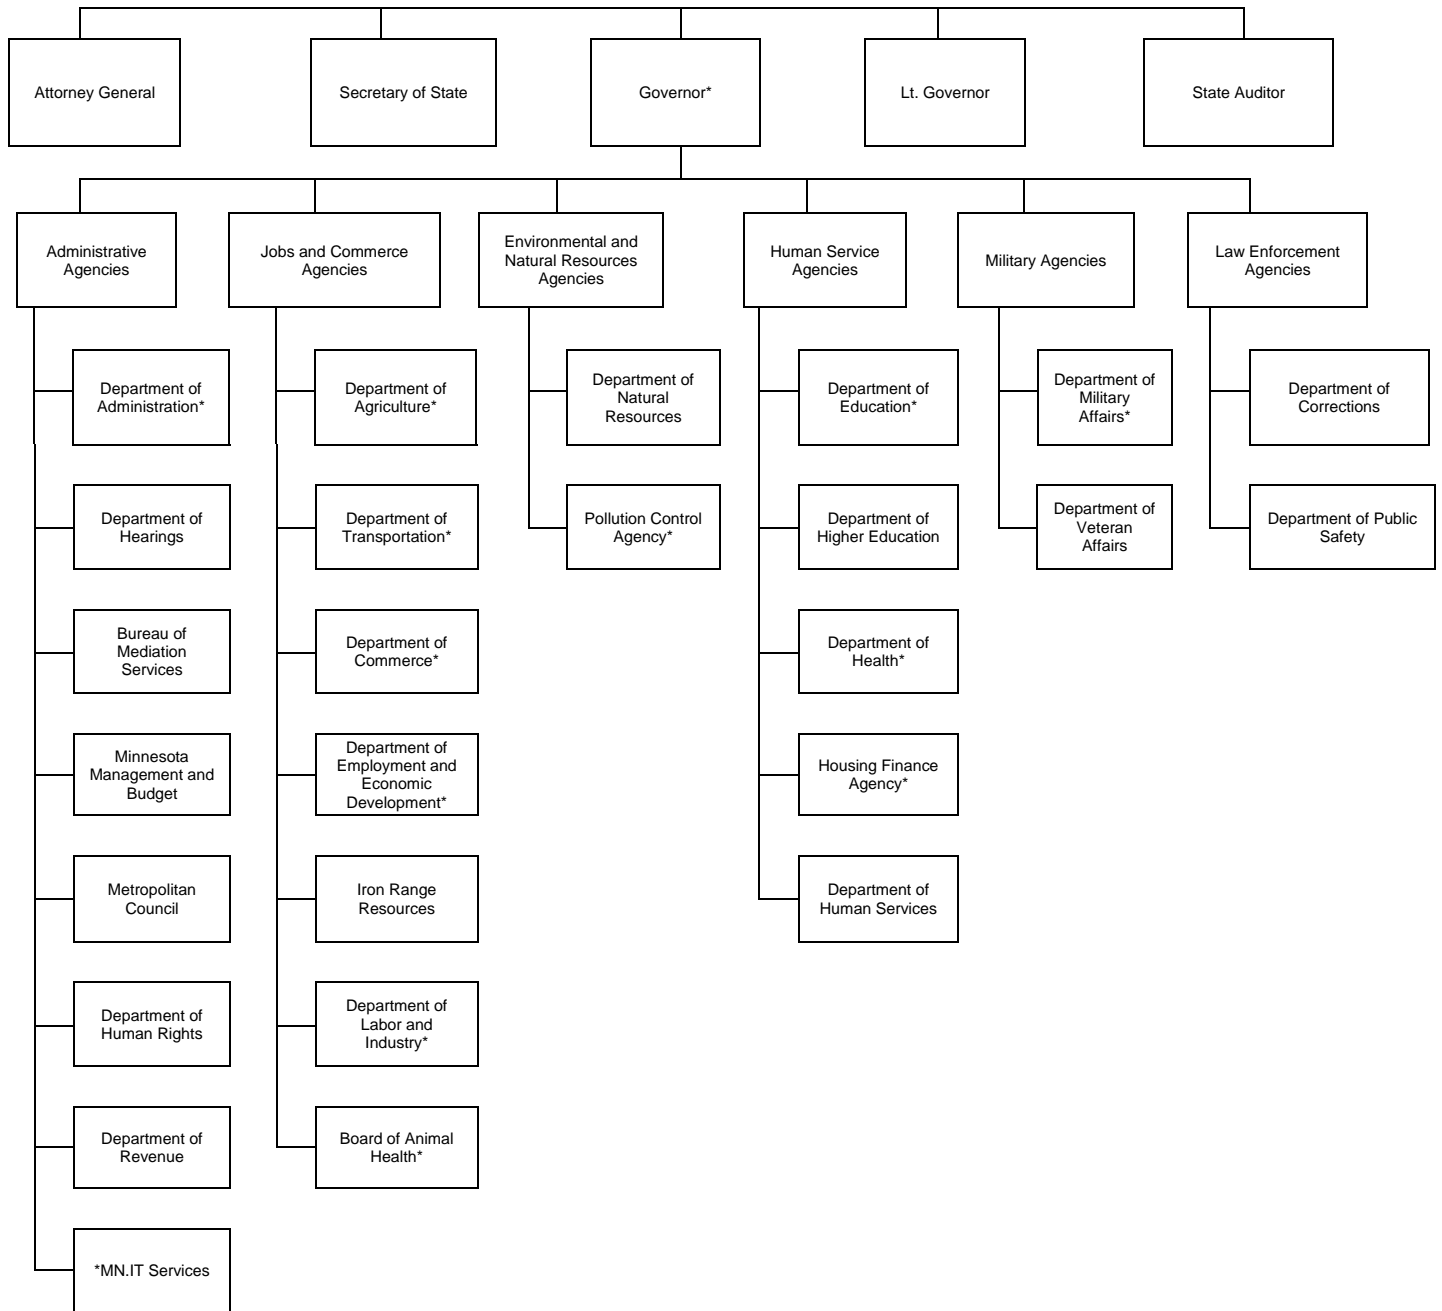 Attorney General
Secretary of State
Governor*
Lt. Governor
State Auditor
Administrative
Agencies
Jobs and Commerce
Agencies
Environmental and
Natural Resources
Agencies
Human Service
Agencies
Military Agencies
Law Enforcement
Agencies
Department of
Administration*
Department of
Agriculture*
Department of
Natural
Resources
Department of
Education*
Department of
Military
Affairs*
Department of
Corrections
Department of
Hearings
Department of
Transportation*
Pollution Control
Agency*
Department of
Higher Education
Department of
Veteran
Affairs
Department of Public
Safety
Bureau of
Mediation
Services
Department of
Commerce*
Department of
Health*
Minnesota
Management and
Budget
Department of
Employment and
Economic
Development*
Housing Finance
Agency*
Metropolitan
Council
Iron Range
Resources
Department of
Human Services
Department of
Human Rights
Department of
Labor and
Industry*
Department of
Revenue
Board of Animal
Health*
*MN.IT Services